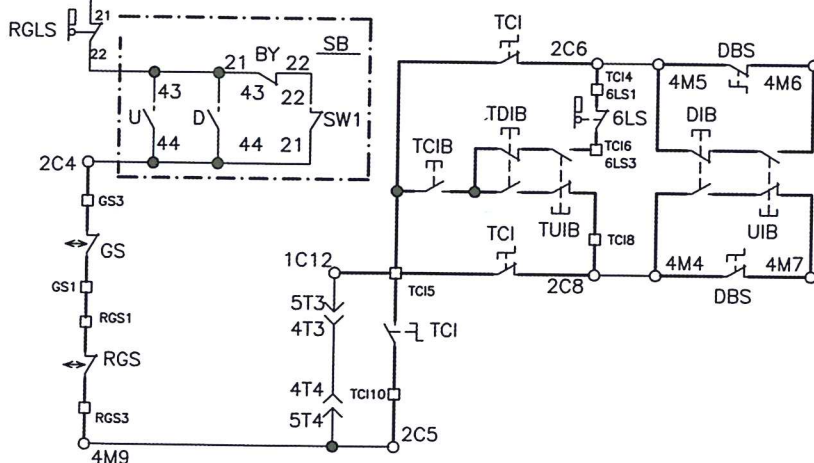 21
RGLS
22
SB
BY
21 22
43 43
22
U D SW1
44 44 21
2C4
GS3
GS
GS1
RGS1
RGS
RGS3
4M9
1C12
5T3
4T3
4T4
5T4
2C5
TCI10
TCI
TCI5
TCI
2C6
TCI4
6LS1
6LS
TCI6
6LS3
TCIB
TDIB
TUIB
TCI8
TCI
2C8
DBS
4M5 4M6
DIB
UIB
4M4 4M7
DBS